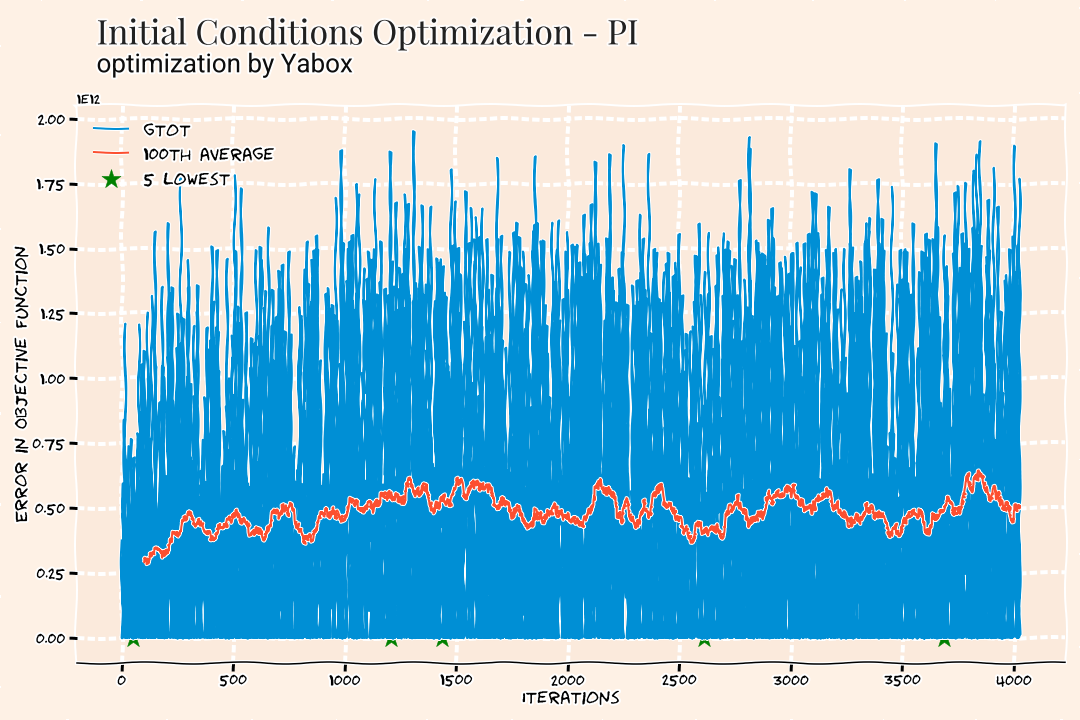 Initial Conditions Optimization - PI
optimization by Yabox
1E12
2.00
1.75
1.50
1.25
1.00
0.75
0.50
0.25
0.00
GTOT
100TH AVERAGE
5 LOWEST
ERROR IN OBJECTIVE FUNCTION
0
500
1000
1500
2000
2500
3000
3500
4000
ITERATIONS